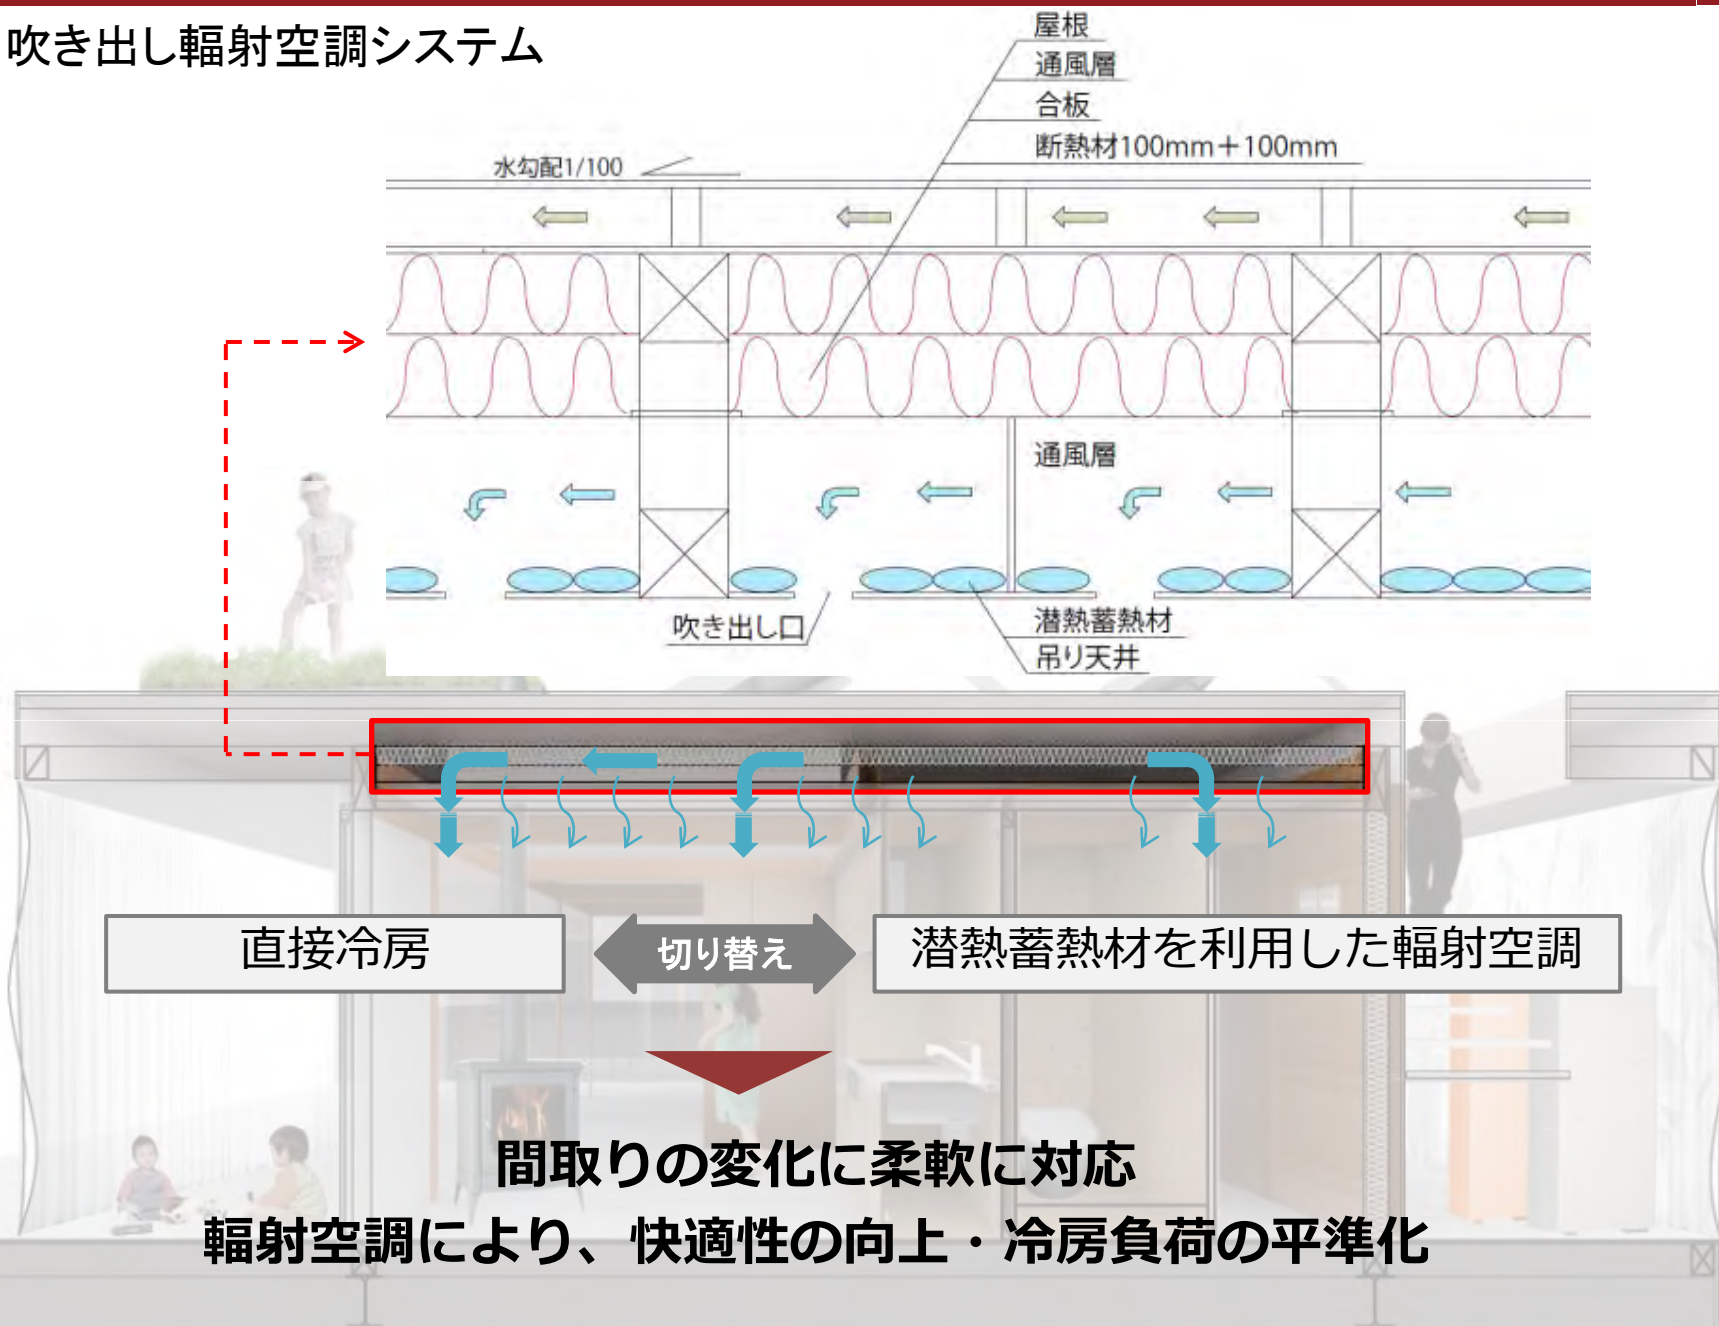 吹き出し輻射空調システム
屋根
通風層
合板
断熱材100mm＋100mm
水勾配1/100
通風層
吹き出し口
潜熱蓄熱材
吊り天井
直接冷房
切り替え
潜熱蓄熱材を利用した輻射空調
間取りの変化に柔軟に対応
輻射空調により、快適性の向上・冷房負荷の平準化